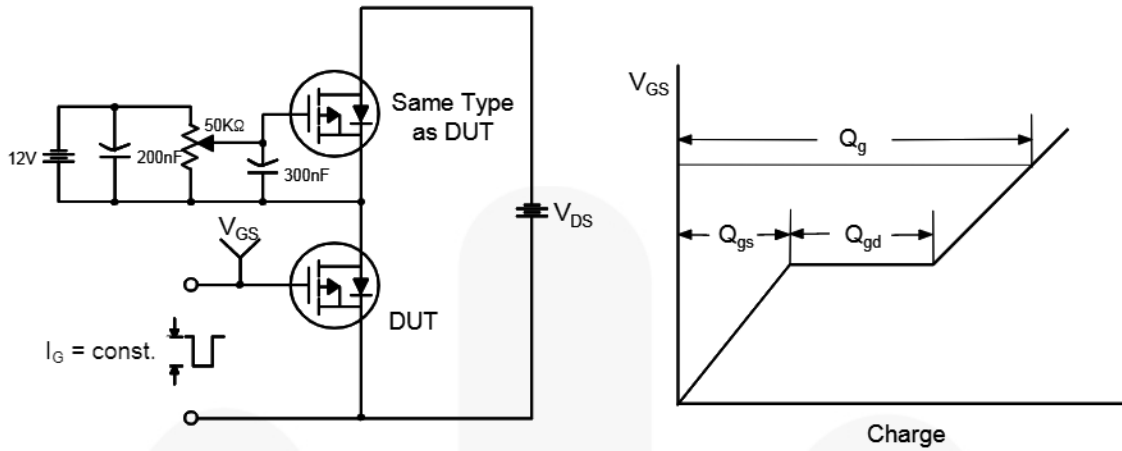 12V
200nF
50KΩ
300nF
Same Type
as DUT
V_GS
DUT
I_G = const.
V_DS
V_GS
Q_g
Q_gs
Q_gd
Charge